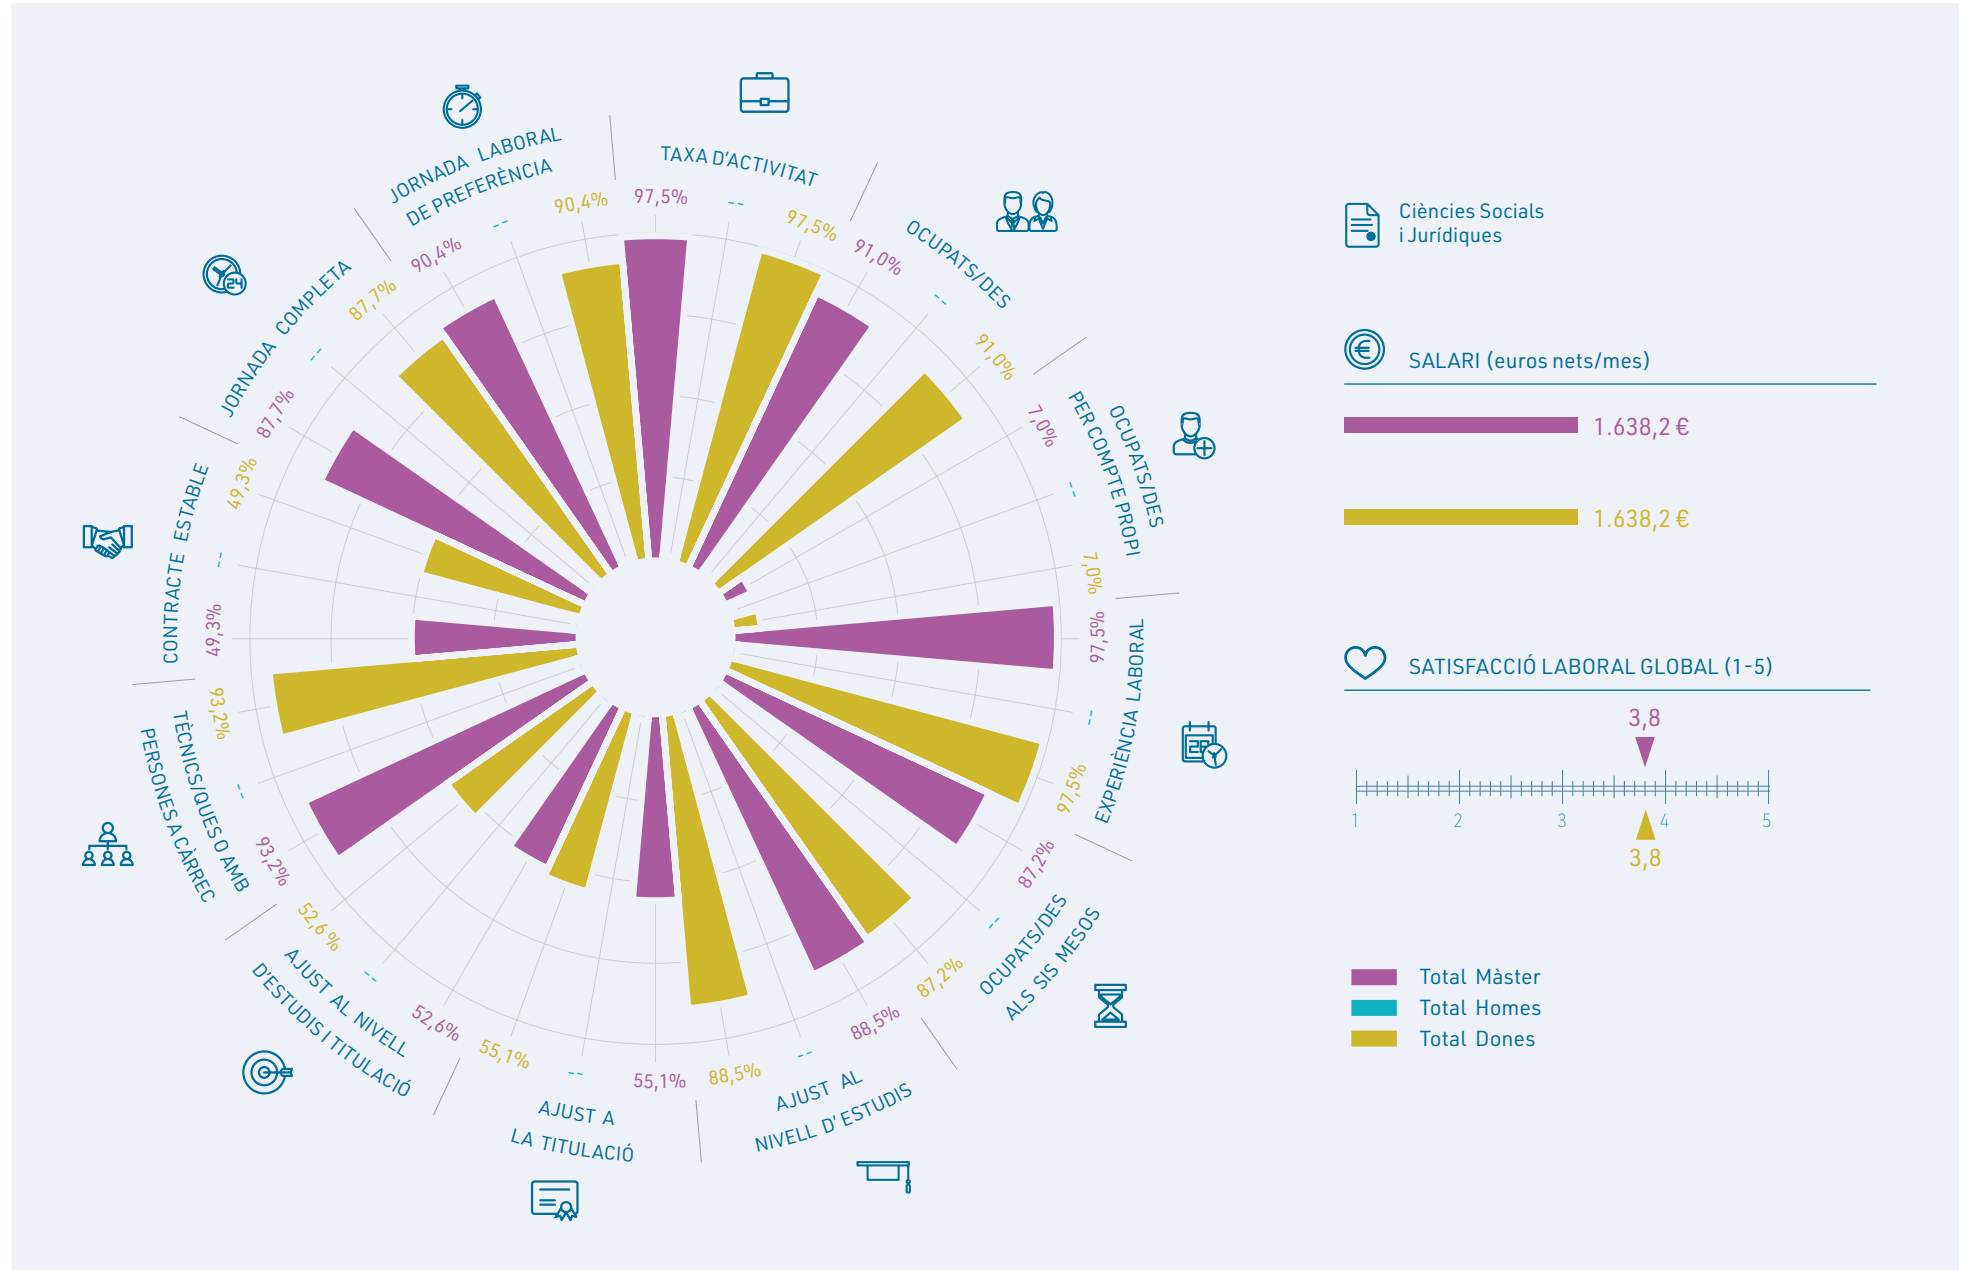 TAXA D'ACTIVITAT
97,5%
--
97,5%
OCUPATS/DES
91,0%
--
91,0%
OCUPATS/DES
PER COMPTE PROPI
7,0%
--
7,0%
EXPERIÈNCIA LABORAL
97,5%
--
97,5%
OCUPATS/DES
ALS SIS MESOS
87,2%
--
87,2%
AJUST AL
NIVELL D'ESTUDIS
88,5%
--
88,5%
AJUST A
LA TITULACIÓ
55,1%
--
55,1%
AJUST AL NIVELL
D'ESTUDIS I TITULACIÓ
52,6%
--
52,6 %
TÈCNICS/QUES O AMB
PERSONES A CÀRREC
93,2%
--
93,2%
CONTRACTE ESTABLE
49,3%
--
49,3%
JORNADA COMPLETA
87,7%
--
87,7%
24
JORNADA LABORAL
DE PREFERÈNCIA
90,4%
--
90,4%
Ciències Socials
i Jurídiques
€
SALARI (euros nets/mes)
1.638,2 €
1.638,2 €
SATISFACCIÓ LABORAL GLOBAL (1-5)
3,8
1 2 3 4 5
3,8
Total Màster
Total Homes
Total Dones